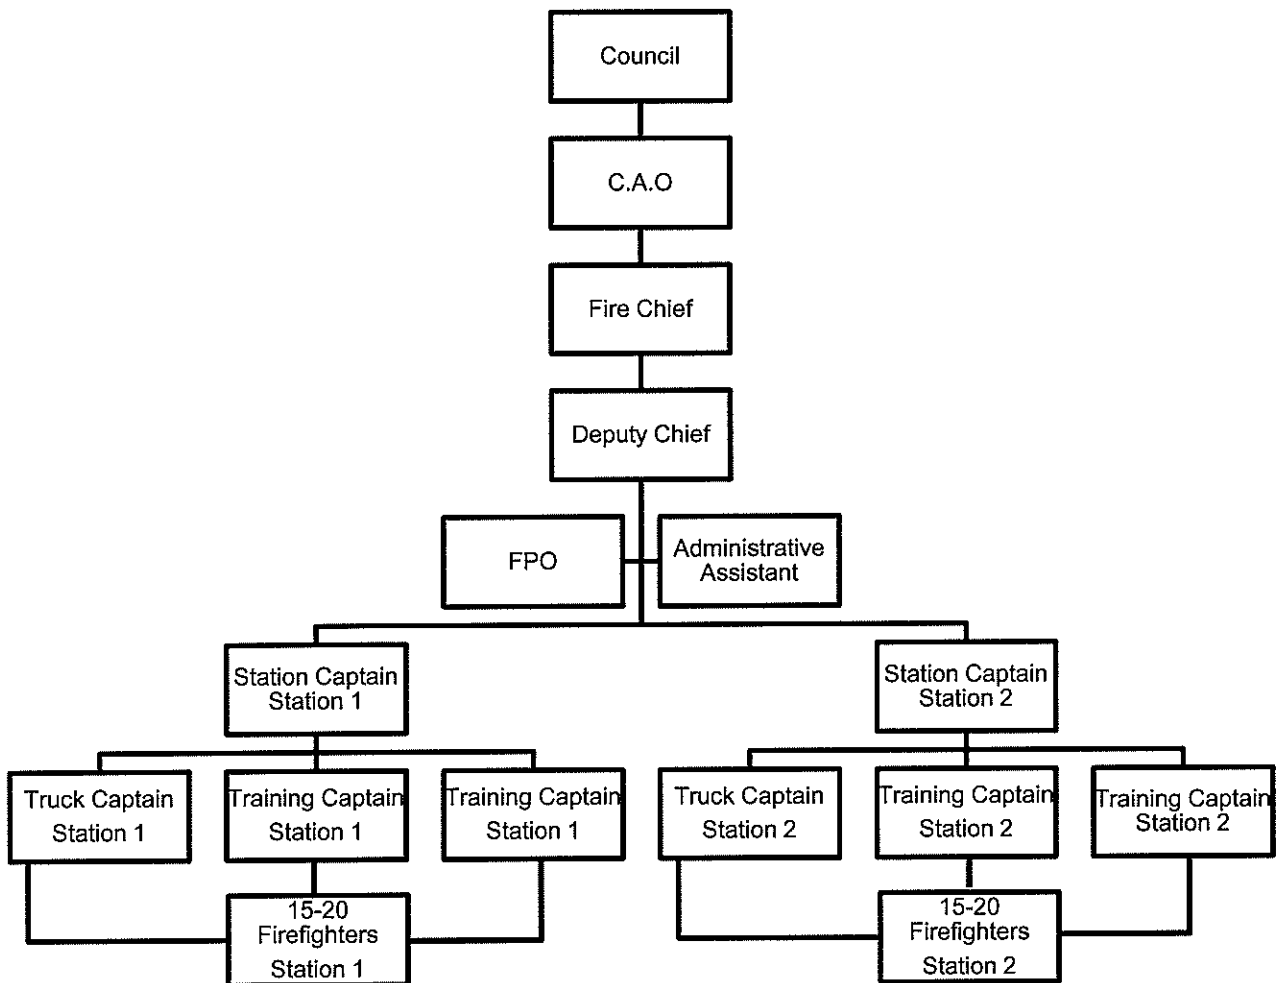 Council
C.A.O
Fire Chief
Deputy Chief
FPO
Administrative
Assistant
Station Captain
Station 1
Station Captain
Station 2
Truck Captain
Station 1
Training Captain
Station 1
Training Captain
Station 1
Truck Captain
Station 2
Training Captain
Station 2
Training Captain
Station 2
15-20
Firefighters
Station 1
15-20
Firefighters
Station 2